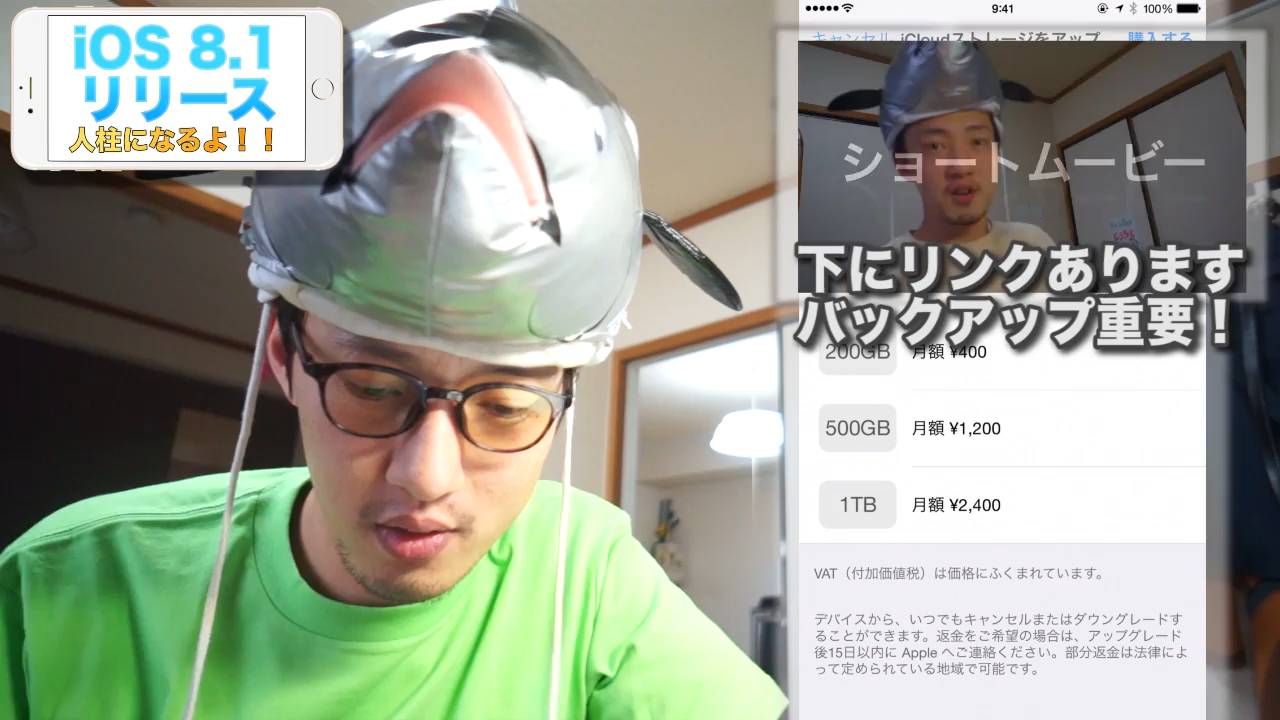 iOS 8.1
リリース
人柱になるよ！！
9:41
100%
キャンセル iCloudストレージをアップ 購入する
ショートムービー
下にリンクあります
バックアップ重要！
200GB 月額 ¥400
500GB 月額 ¥1,200
1TB 月額 ¥2,400
VAT（付加価値税）は価格にふくまれています。
デバイスから、いつでもキャンセルまたはダウングレードす
ることができます。返金をご希望の場合は、アップグレード
後15日以内に Apple へご連絡ください。部分返金は法律によ
って定められている地域で可能です。